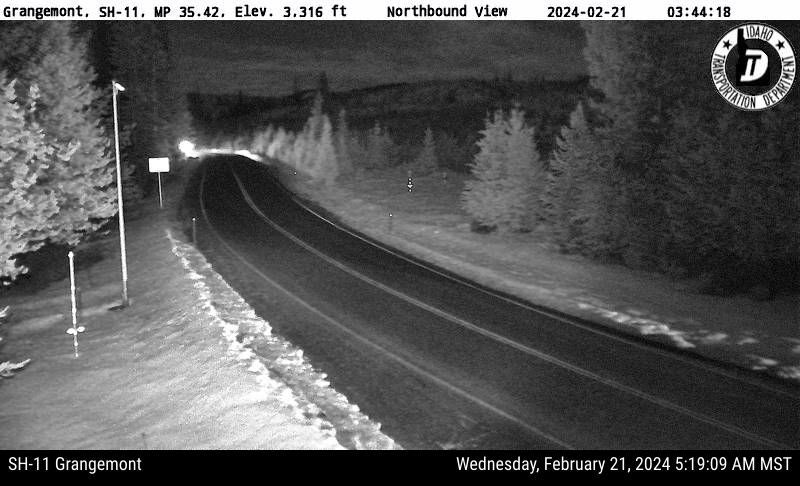 Grangemont, SH-11, MP 35.42, Elev. 3,316 ft Northbound View 2024-02-21 03:44:18
IDAHO
TRANSPORTATION DEPARTMENT
SH-11 Grangemont Wednesday, February 21, 2024 5:19:09 AM MST